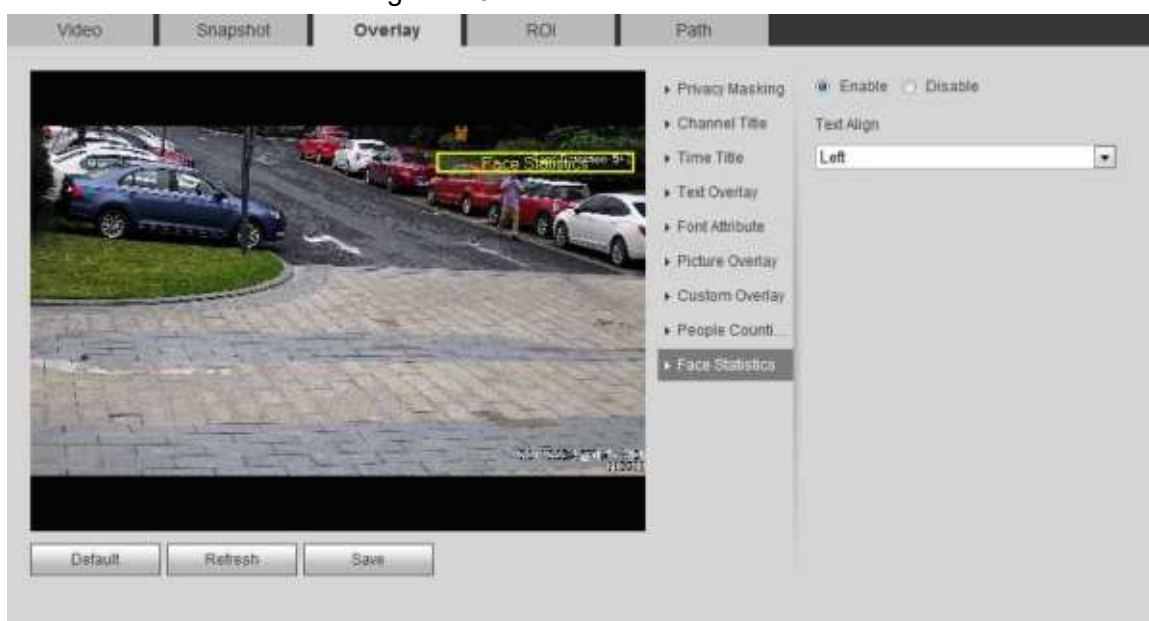 Video Snapshot Overlay ROI Path
Privacy Masking
Channel Title
Time Title
Text Overlay
Font Attribute
Picture Overlay
Custom Overlay
People Counti...
Face Statistics
Enable Disable
Text Align
Left
Face Statistics
Default Refresh Save